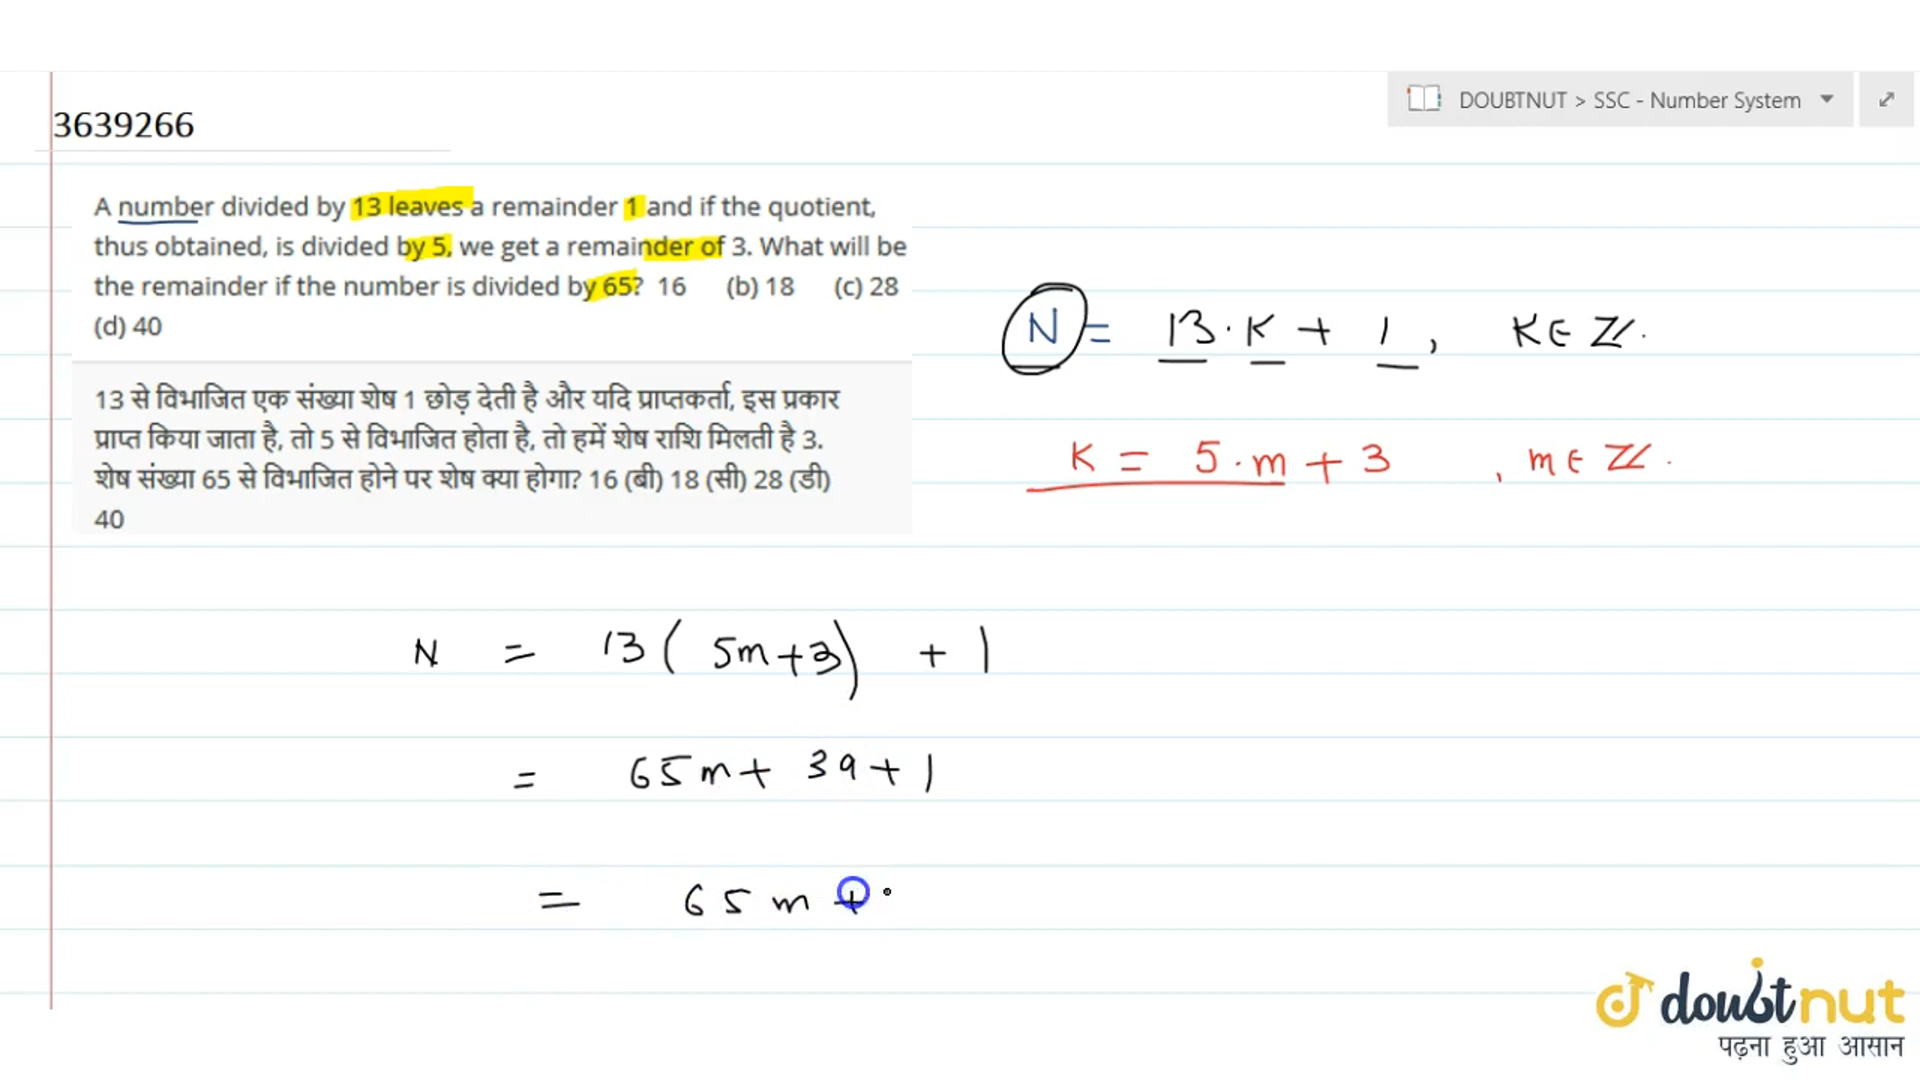 DOUBTNUT > SSC - Number System
3639266
A number divided by 13 leaves a remainder 1 and if the quotient,
thus obtained, is divided by 5, we get a remainder of 3. What will be
the remainder if the number is divided by 65? 16 (b) 18 (c) 28
(d) 40
13 से विभाजित एक संख्या शेष 1 छोड़ देती है और यदि प्राप्तकर्ता, इस प्रकार
प्राप्त किया जाता है, तो 5 से विभाजित होता है, तो हमें शेष राशि मिलती है 3.
शेष संख्या 65 से विभाजित होने पर शेष क्या होगा? 16 (बी) 18 (सी) 28 (डी)
40
N = 13·K + 1, K∈ℤ.
K = 5·m + 3 , m∈ℤ.
N = 13(5m+3) + 1
= 65m + 39 + 1
= 65m +
doubtnut
पढ़ना हुआ आसान